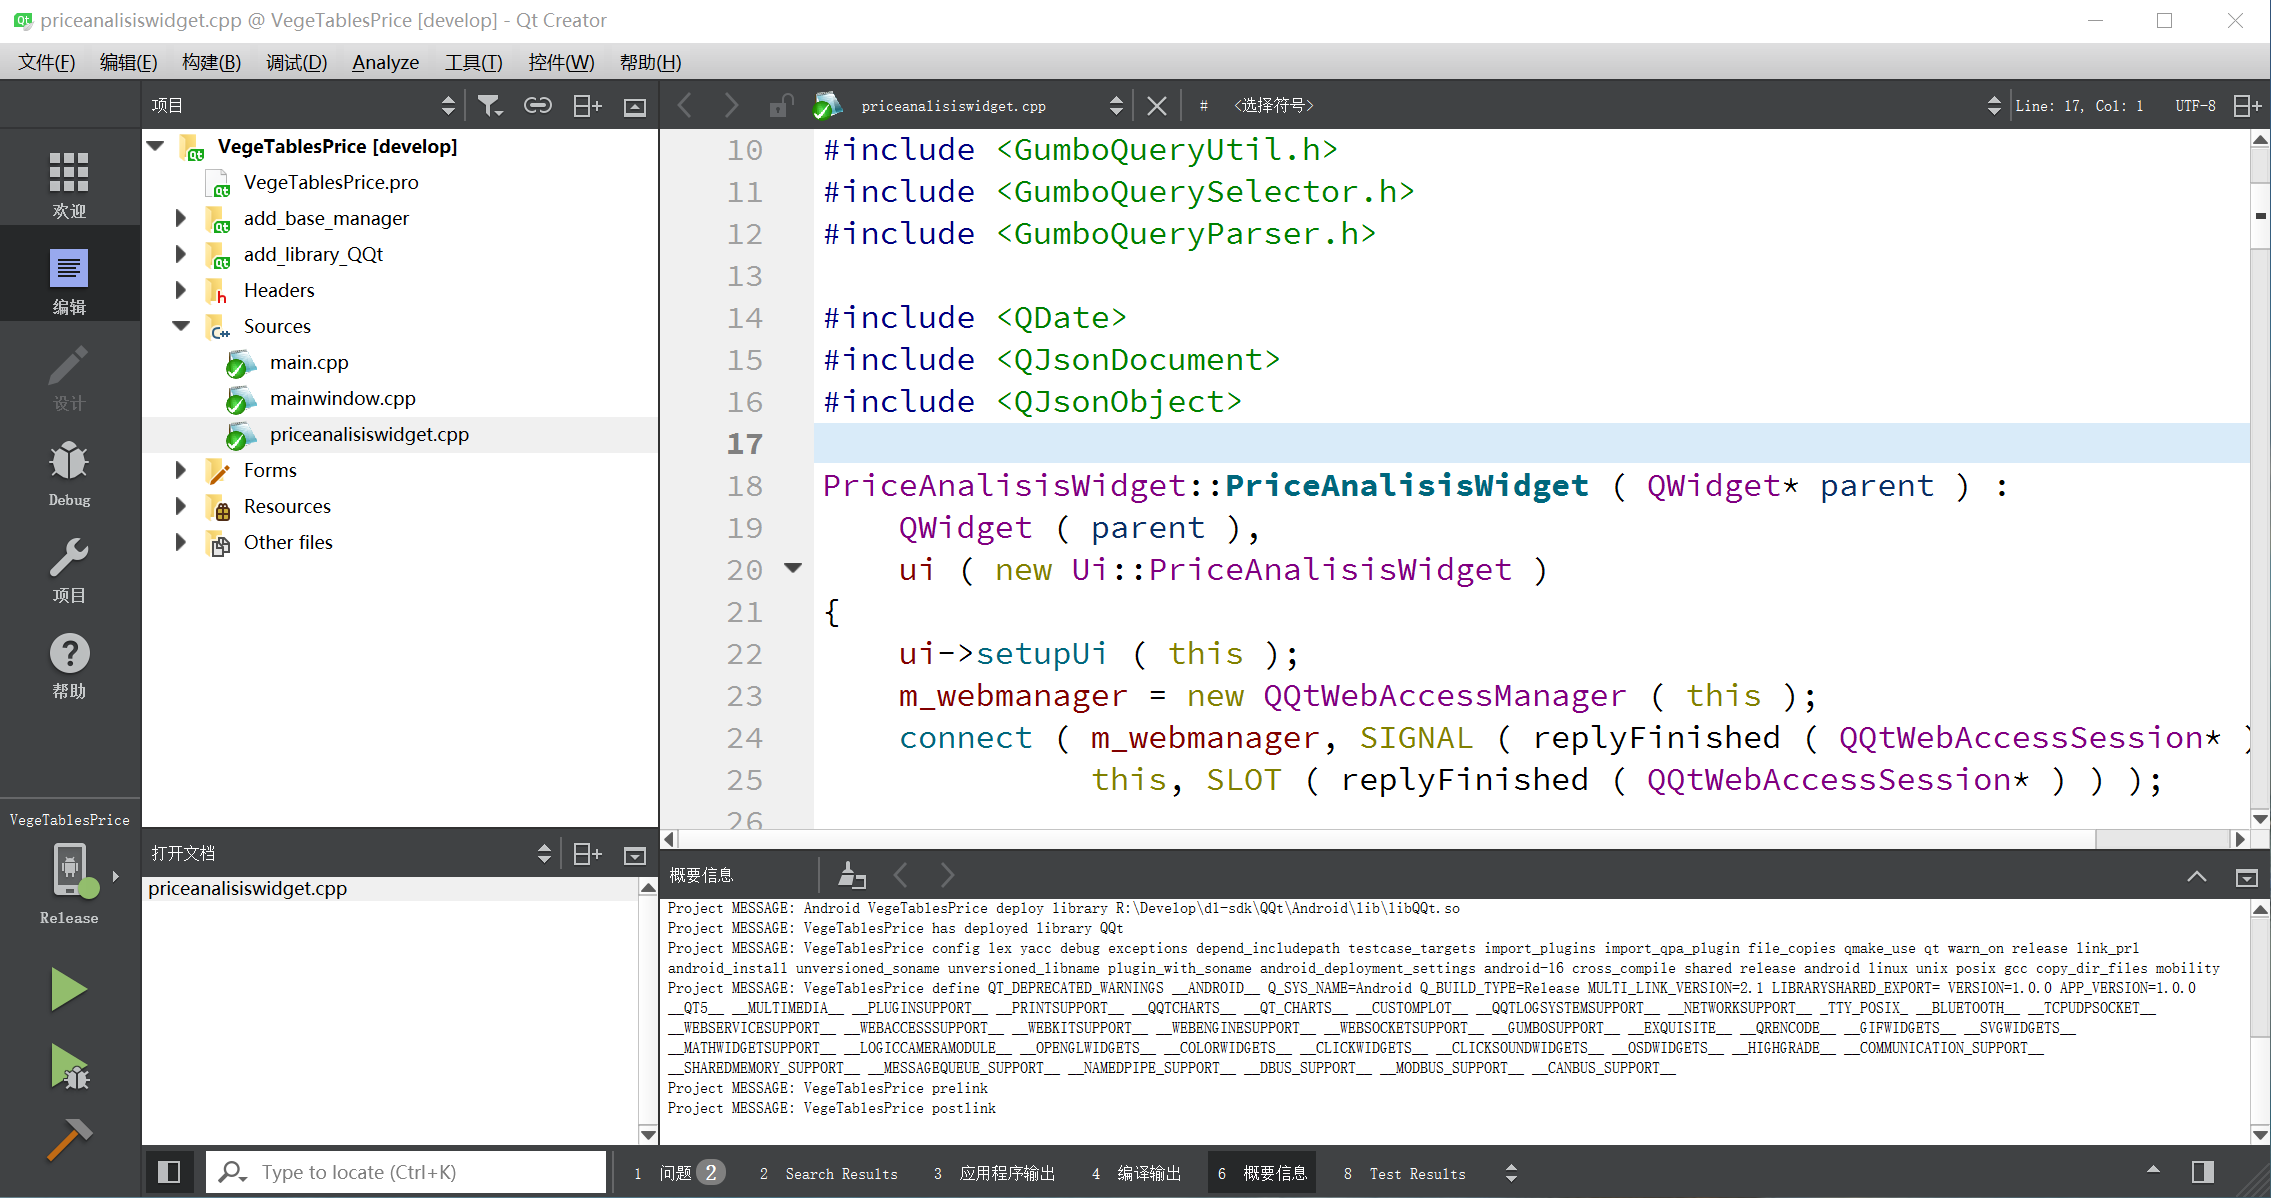 priceanalisiswidget.cpp @ VegeTablesPrice [develop] - Qt Creator
文件(F) 编辑(E) 构建(B) 调试(D) Analyze 工具(T) 控件(W) 帮助(H)
项目
priceanalisiswidget.cpp # <选择符号> Line: 17, Col: 1 UTF-8
欢迎
编辑
设计
Debug
项目
帮助
VegeTablesPrice
Release
VegeTablesPrice [develop]
VegeTablesPrice.pro
add_base_manager
add_library_QQt
Headers
Sources
main.cpp
mainwindow.cpp
priceanalisiswidget.cpp
Forms
Resources
Other files
打开文档
priceanalisiswidget.cpp
10 #include <GumboQueryUtil.h>
11 #include <GumboQuerySelector.h>
12 #include <GumboQueryParser.h>
13
14 #include <QDate>
15 #include <QJsonDocument>
16 #include <QJsonObject>
17
18 PriceAnalisisWidget::PriceAnalisisWidget ( QWidget* parent ) :
19 QWidget ( parent ),
20 ui ( new Ui::PriceAnalisisWidget )
21 {
22 ui->setupUi ( this );
23 m_webmanager = new QQtWebAccessManager ( this );
24 connect ( m_webmanager, SIGNAL ( replyFinished ( QQtWebAccessSession* )
25 this, SLOT ( replyFinished ( QQtWebAccessSession* ) ) );
26
概要信息
Project MESSAGE: Android VegeTablesPrice deploy library R:\Develop\dl-sdk\QQt\Android\lib\libQQt.so
Project MESSAGE: VegeTablesPrice has deployed library QQt
Project MESSAGE: VegeTablesPrice config lex yacc debug exceptions depend_includepath testcase_targets import_plugins import_qpa_plugin file_copies qmake_use qt warn_on release link_prl
android_install unversioned_soname unversioned_libname plugin_with_soname android_deployment_settings android-16 cross_compile shared release android linux unix posix gcc copy_dir_files mobility
Project MESSAGE: VegeTablesPrice define QT_DEPRECATED_WARNINGS __ANDROID__ Q_SYS_NAME=Android Q_BUILD_TYPE=Release MULTI_LINK_VERSION=2.1 LIBRARYSHARED_EXPORT= VERSION=1.0.0 APP_VERSION=1.0.0
__QT5__ __MULTIMEDIA__ __PLUGINSUPPORT__ __PRINTSUPPORT__ __QQTCHARTS__ __QT_CHARTS__ __CUSTOMPLOT__ __QQTLOGSYSTEMSUPPORT__ __NETWORKSUPPORT__ _TTY_POSIX_ __BLUETOOTH__ __TCPUDPSOCKET__
__WEBSERVICESUPPORT__ __WEBACCESSSUPPORT__ __WEBKITSUPPORT__ __WEBENGINESUPPORT__ __WEBSOCKETSUPPORT__ __GUMBOSUPPORT__ __EXQUISITE__ __QRENCODE__ __GIFWIDGETS__ __SVGWIDGETS__
__MATHWIDGETSUPPORT__ __LOGICCAMERAMODULE__ __OPENGLWIDGETS__ __COLORWIDGETS__ __CLICKWIDGETS__ __CLICKSOUNDWIDGETS__ __OSDWIDGETS__ __HIGHGRADE__ __COMMUNICATION_SUPPORT__
__SHAREDMEMORY_SUPPORT__ __MESSAGEQUEUE_SUPPORT__ __NAMEDPIPE_SUPPORT__ __DBUS_SUPPORT__ __MODBUS_SUPPORT__ __CANBUS_SUPPORT__
Project MESSAGE: VegeTablesPrice prelink
Project MESSAGE: VegeTablesPrice postlink
Type to locate (Ctrl+K) 1 问题 2 2 Search Results 3 应用程序输出 4 编译输出 6 概要信息 8 Test Results